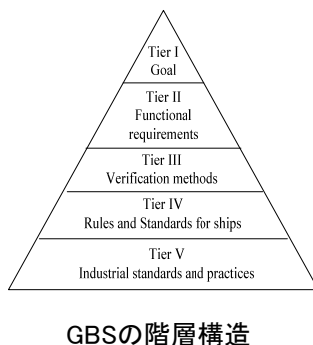 Tier I
Goal
Tier II
Functional
requirements
Tier III
Verification methods
Tier IV
Rules and Standards for ships
Tier V
Industrial standards and practices
GBSの階層構造